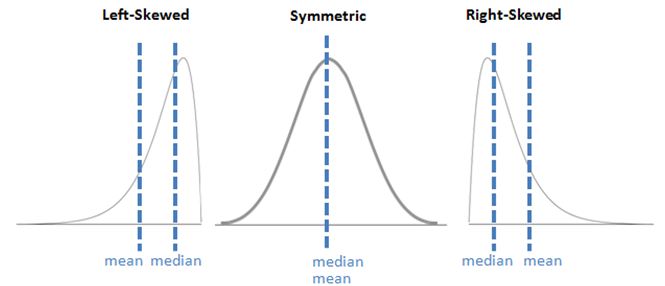 Left-Skewed
Symmetric
Right-Skewed
mean median
median
mean
median mean